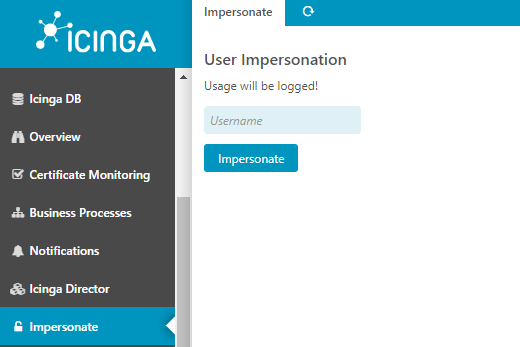 ICINGA
Icinga DB
Overview
Certificate Monitoring
Business Processes
Notifications
Icinga Director
Impersonate
Impersonate
User Impersonation
Usage will be logged!
Username
Impersonate